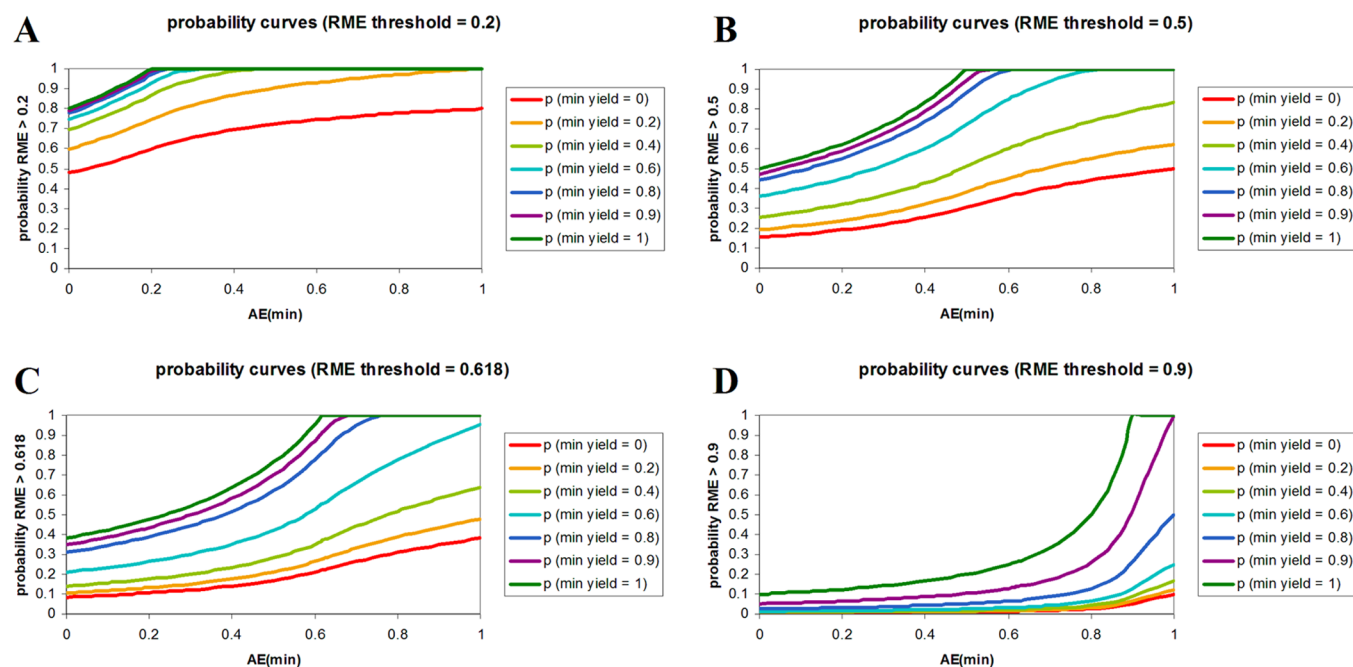 A
probability curves (RME threshold = 0.2)
probability RME > 0.2
1
0.9
0.8
0.7
0.6
0.5
0.4
0.3
0.2
0.1
0
0 0.2 0.4 0.6 0.8 1
AE(min)
p (min yield = 0)
p (min yield = 0.2)
p (min yield = 0.4)
p (min yield = 0.6)
p (min yield = 0.8)
p (min yield = 0.9)
p (min yield = 1)
B
probability curves (RME threshold = 0.5)
probability RME > 0.5
1
0.9
0.8
0.7
0.6
0.5
0.4
0.3
0.2
0.1
0
0 0.2 0.4 0.6 0.8 1
AE(min)
p (min yield = 0)
p (min yield = 0.2)
p (min yield = 0.4)
p (min yield = 0.6)
p (min yield = 0.8)
p (min yield = 0.9)
p (min yield = 1)
C
probability curves (RME threshold = 0.618)
probability RME > 0.618
1
0.9
0.8
0.7
0.6
0.5
0.4
0.3
0.2
0.1
0
0 0.2 0.4 0.6 0.8 1
AE(min)
p (min yield = 0)
p (min yield = 0.2)
p (min yield = 0.4)
p (min yield = 0.6)
p (min yield = 0.8)
p (min yield = 0.9)
p (min yield = 1)
D
probability curves (RME threshold = 0.9)
probability RME > 0.9
1
0.9
0.8
0.7
0.6
0.5
0.4
0.3
0.2
0.1
0
0 0.2 0.4 0.6 0.8 1
AE(min)
p (min yield = 0)
p (min yield = 0.2)
p (min yield = 0.4)
p (min yield = 0.6)
p (min yield = 0.8)
p (min yield = 0.9)
p (min yield = 1)